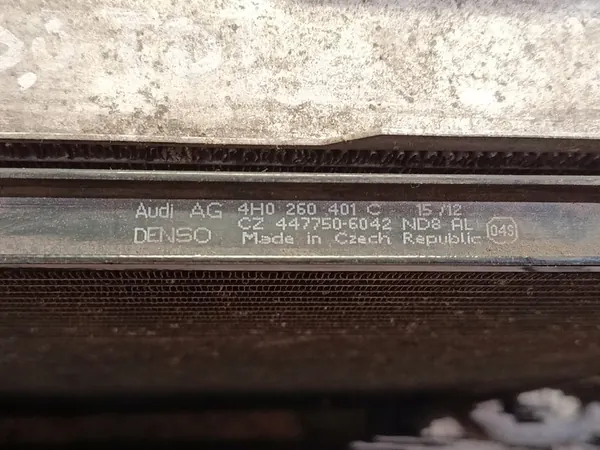 Audi AG 4H0 260 401 C 15/12
CZ 447750-6042 ND8 AL
DENSO Made in Czech Republic 04S